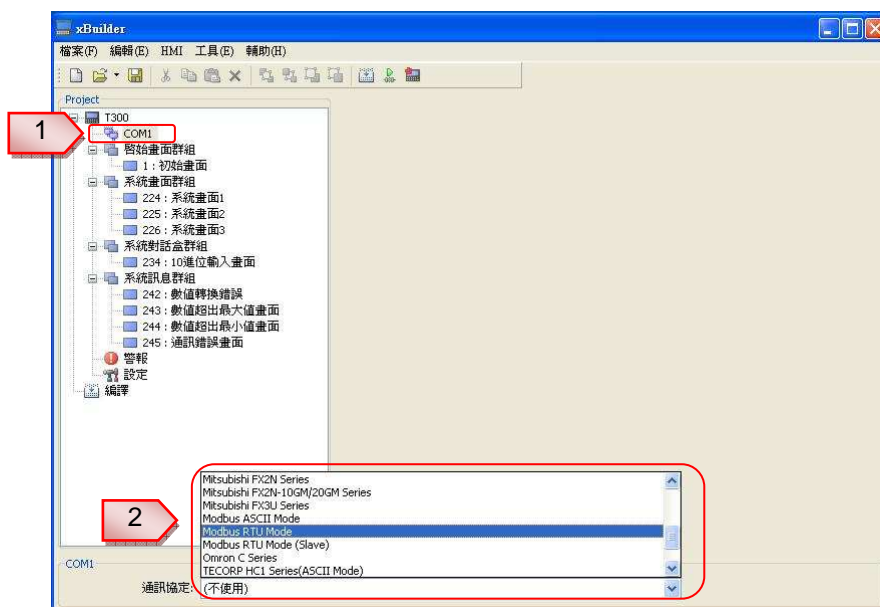 xBuilder
檔案(F) 編輯(E) HMI 工具(E) 輔助(H)
Project
T300
1
COM1
啓始畫面群組
1 : 初始畫面
系統畫面群組
224 : 系統畫面1
225 : 系統畫面2
226 : 系統畫面3
系統對話盒群組
234 : 10進位輸入畫面
系統訊息群組
242 : 數值轉換錯誤
243 : 數值超出最大值畫面
244 : 數值超出最小值畫面
245 : 通訊錯誤畫面
警報
設定
編譯
Mitsubishi FX2N Series
Mitsubishi FX2N-10GM/20GM Series
Mitsubishi FX3U Series
2
Modbus ASCII Mode
Modbus RTU Mode
Modbus RTU Mode (Slave)
Omron C Series
TECORP HC1 Series(ASCII Mode)
COM1
通訊協定: (不使用)